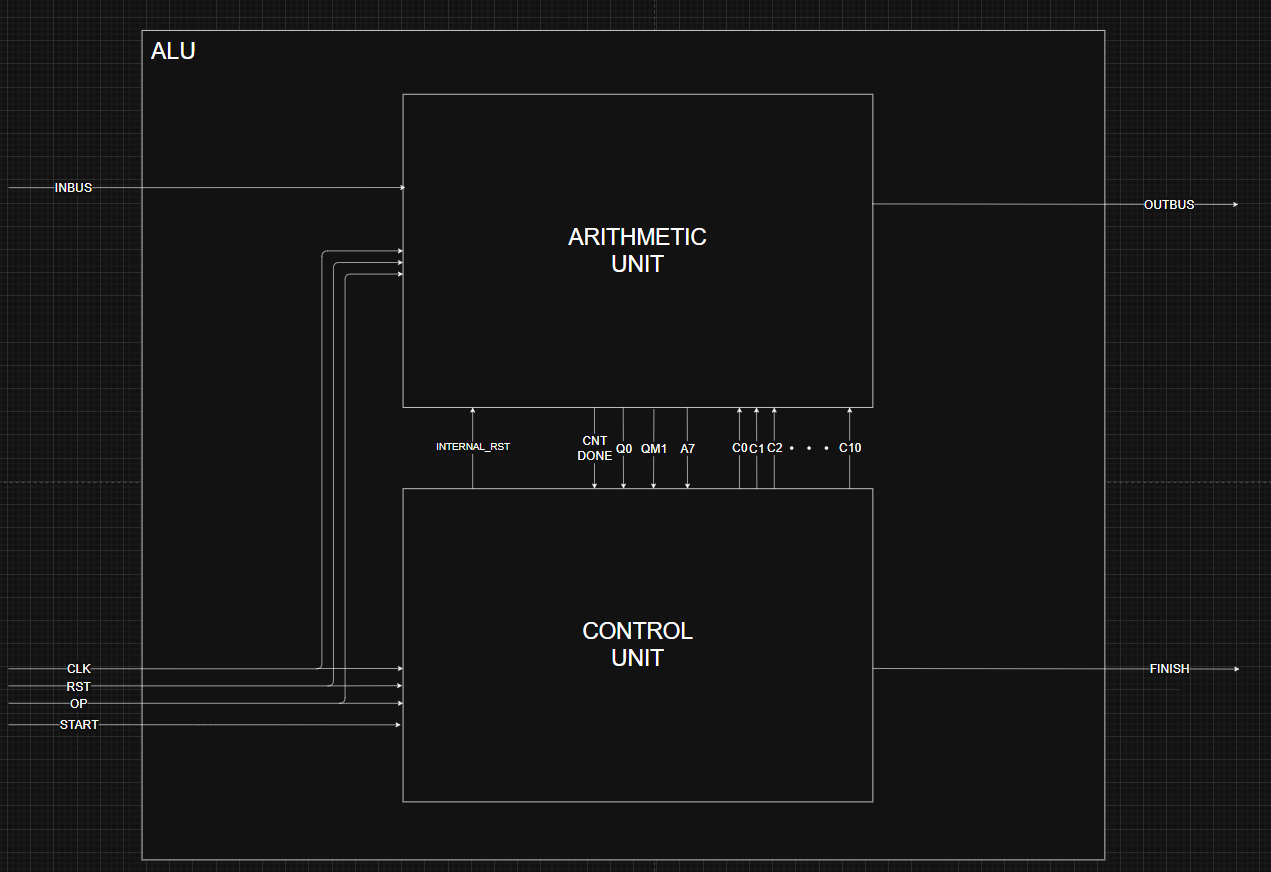 ALU
INBUS
ARITHMETIC
UNIT
OUTBUS
INTERNAL_RST
CNT
DONE
Q0
QM1
A7
C0
C1
C2
• • •
C10
CONTROL
UNIT
CLK
RST
OP
START
FINISH